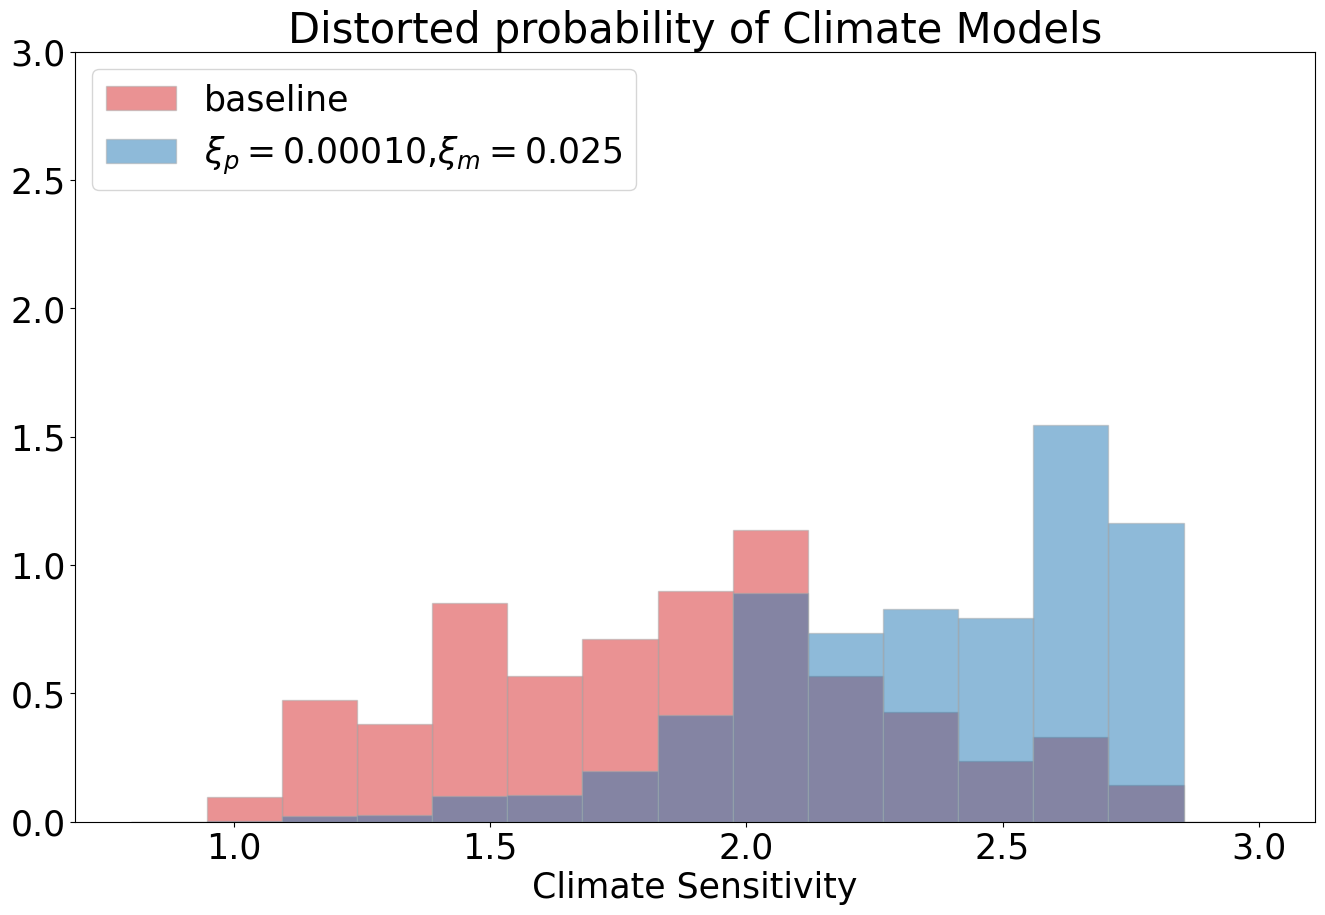 Distorted probability of Climate Models
3.0
2.5
2.0
1.5
1.0
0.5
0.0
baseline
ξₚ = 0.00010,ξₘ = 0.025
1.0 1.5 2.0 2.5 3.0
Climate Sensitivity